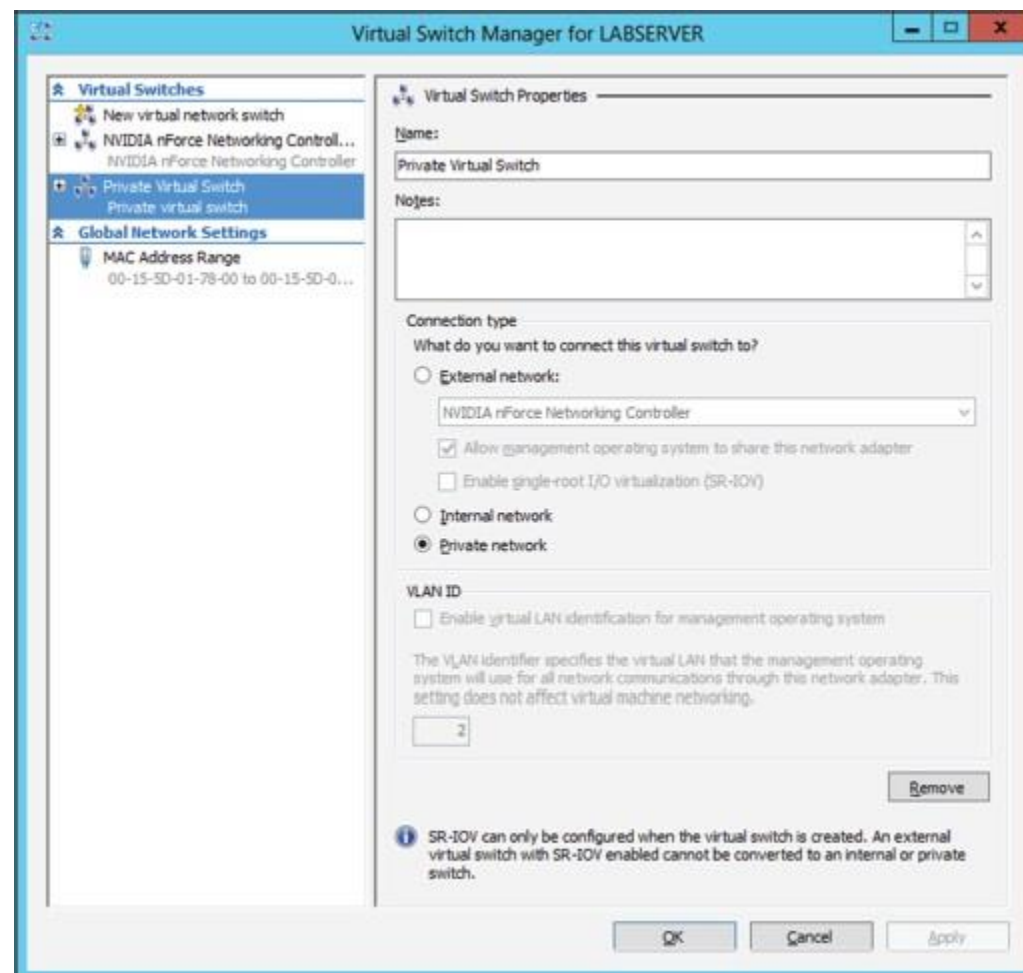 Virtual Switch Manager for LABSERVER
Virtual Switches
New virtual network switch
NVIDIA nForce Networking Controll...
NVIDIA nForce Networking Controller
Private Virtual Switch
Private virtual switch
Global Network Settings
MAC Address Range
00-15-5D-01-78-00 to 00-15-5D-0...
Virtual Switch Properties
Name:
Private Virtual Switch
Notes:
Connection type
What do you want to connect this virtual switch to?
External network:
NVIDIA nForce Networking Controller
Allow management operating system to share this network adapter
Enable single-root I/O virtualization (SR-IOV)
Internal network
Private network
VLAN ID
Enable virtual LAN identification for management operating system
The VLAN identifier specifies the virtual LAN that the management operating
system will use for all network communications through this network adapter. This
setting does not affect virtual machine networking.
2
Remove
SR-IOV can only be configured when the virtual switch is created. An external
virtual switch with SR-IOV enabled cannot be converted to an internal or private
switch.
OK
Cancel
Apply